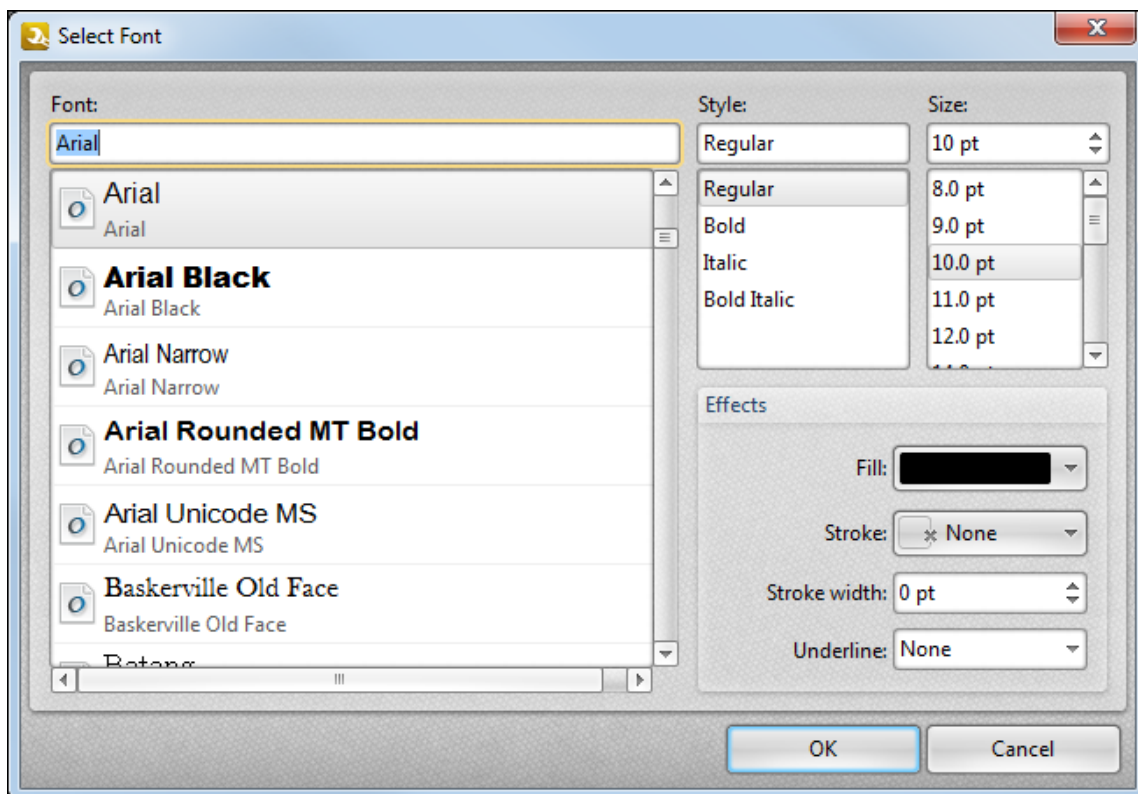 Select Font
Font:
Arial
Arial
Arial
Arial Black
Arial Black
Arial Narrow
Arial Narrow
Arial Rounded MT Bold
Arial Rounded MT Bold
Arial Unicode MS
Arial Unicode MS
Baskerville Old Face
Baskerville Old Face
Batang
Style:
Regular
Regular
Bold
Italic
Bold Italic
Size:
10 pt
8.0 pt
9.0 pt
10.0 pt
11.0 pt
12.0 pt
Effects
Fill:
Stroke: None
Stroke width: 0 pt
Underline: None
OK Cancel